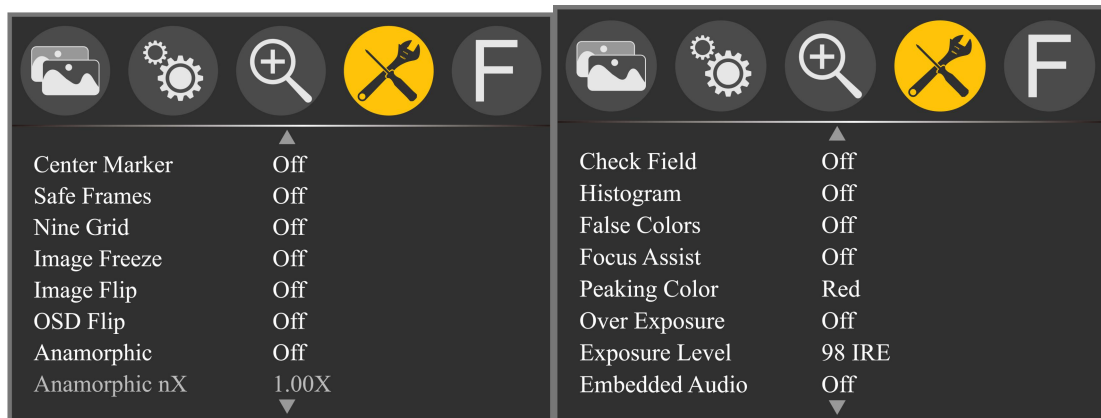 F
Center Marker Off
Safe Frames Off
Nine Grid Off
Image Freeze Off
Image Flip Off
OSD Flip Off
Anamorphic Off
Anamorphic nX 1.00X
F
Check Field Off
Histogram Off
False Colors Off
Focus Assist Off
Peaking Color Red
Over Exposure Off
Exposure Level 98 IRE
Embedded Audio Off